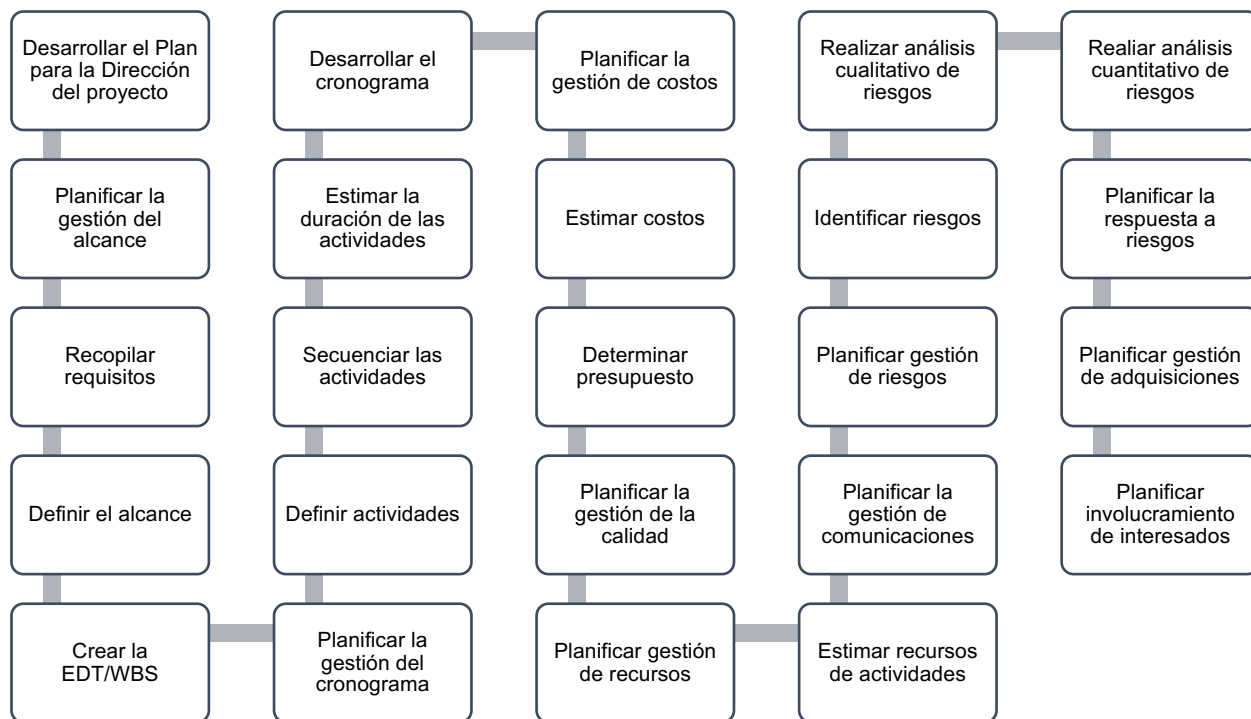 Desarrollar el Plan
para la Dirección
del proyecto
Planificar la
gestión del
alcance
Recopilar
requisitos
Definir el alcance
Crear la
EDT/WBS
Planificar la
gestión del
cronograma
Definir actividades
Secuenciar las
actividades
Estimar la
duración de las
actividades
Desarrollar el
cronograma
Planificar la
gestión de costos
Estimar costos
Determinar
presupuesto
Planificar la
gestión de la
calidad
Planificar gestión
de recursos
Estimar recursos
de actividades
Planificar la
gestión de
comunicaciones
Planificar gestión
de riesgos
Identificar riesgos
Realizar análisis
cualitativo de
riesgos
Realiar análisis
cuantitativo de
riesgos
Planificar la
respuesta a
riesgos
Planificar gestión
de adquisiciones
Planificar
involucramiento
de interesados